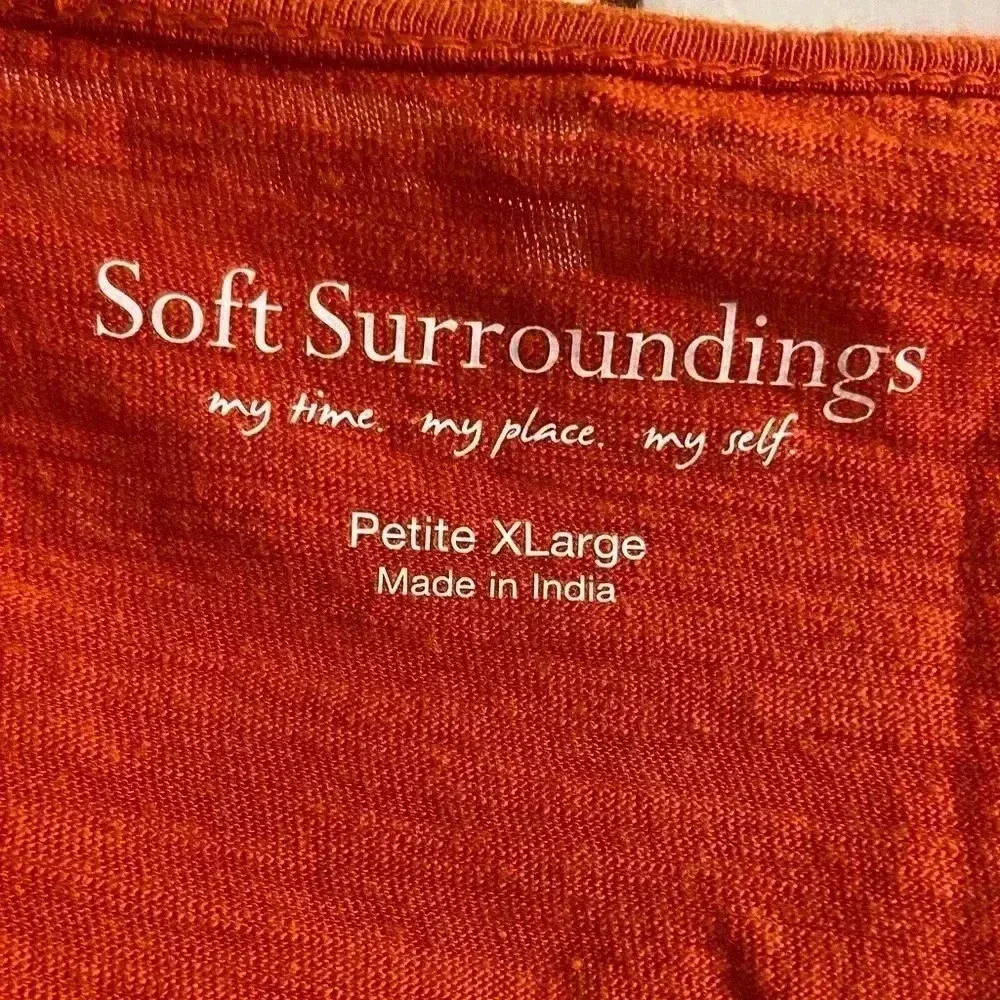 Soft Surroundings
my time. my place. my self.
Petite XLarge
Made in India